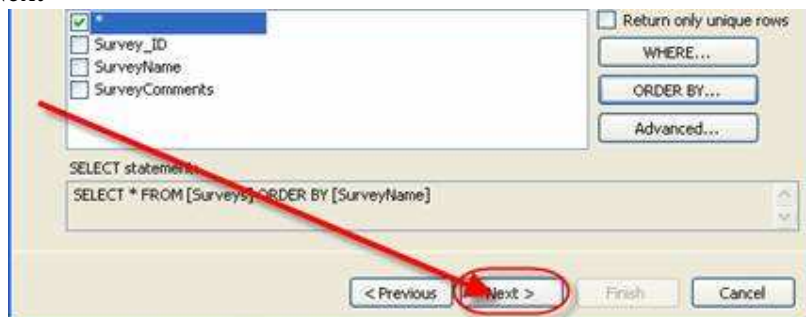 *
Return only unique rows
Survey_ID
WHERE...
SurveyName
SurveyComments
ORDER BY...
Advanced...
SELECT statement:
SELECT * FROM [Surveys] ORDER BY [SurveyName]
< Previous
Next >
Finish
Cancel